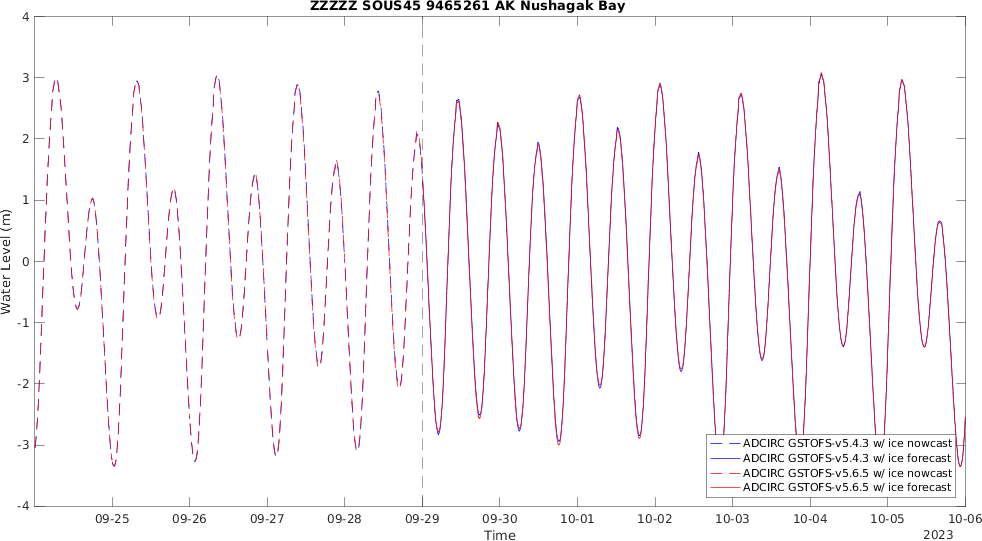 ZZZZZ SOUS45 9465261 AK Nushagak Bay
4
3
2
1
0
-1
-2
-3
-4
Water Level (m)
ADCIRC GSTOFS-v5.4.3 w/ ice nowcast
ADCIRC GSTOFS-v5.4.3 w/ ice forecast
ADCIRC GSTOFS-v5.6.5 w/ ice nowcast
ADCIRC GSTOFS-v5.6.5 w/ ice forecast
09-25 09-26 09-27 09-28 09-29 09-30 10-01 10-02 10-03 10-04 10-05 10-06
Time
2023